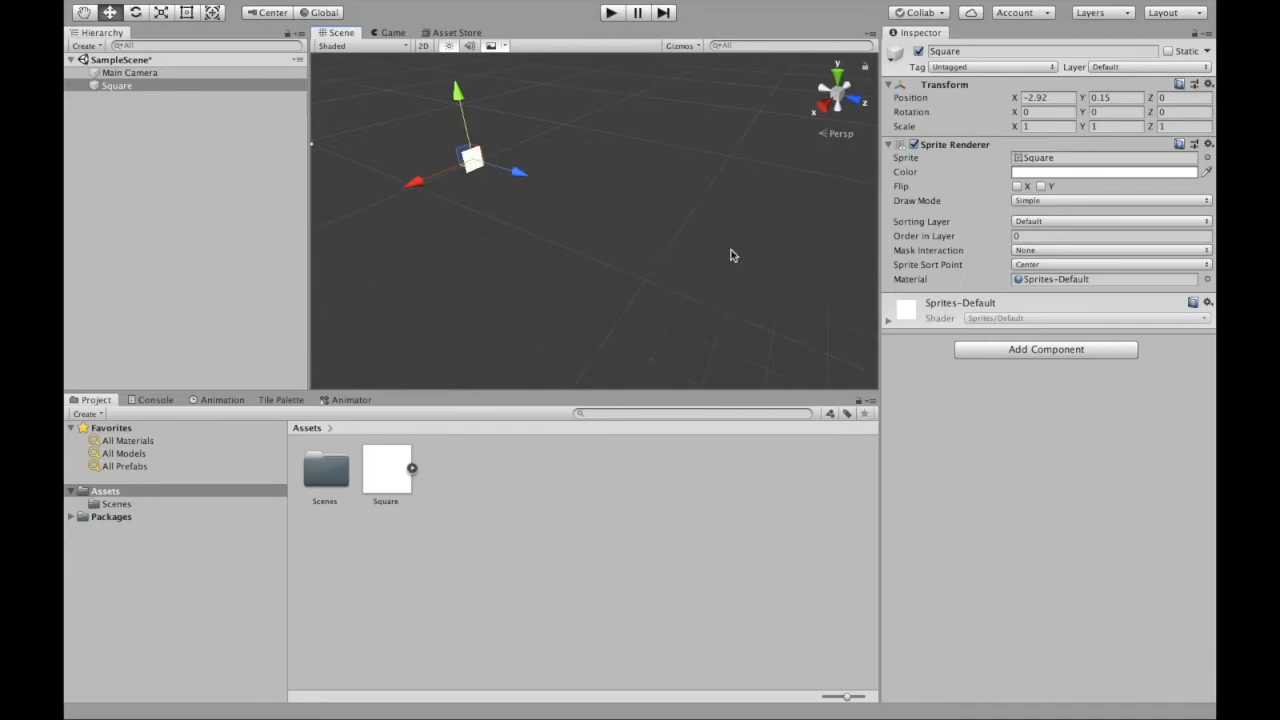 Center Global Collab Account Layers Layout
Hierarchy
Create All
SampleScene*
Main Camera
Square
Scene Game Asset Store
Shaded 2D Gizmos All
y
x z
Persp
Inspector
Square Static
Tag Untagged Layer Default
Transform
Position X -2.92 Y 0.15 Z 0
Rotation X 0 Y 0 Z 0
Scale X 1 Y 1 Z 1
Sprite Renderer
Sprite Square
Color
Flip X Y
Draw Mode Simple
Sorting Layer Default
Order in Layer 0
Mask Interaction None
Sprite Sort Point Center
Material Sprites-Default
Sprites-Default
Shader Sprites/Default
Add Component
Project Console Animation Tile Palette Animator
Create
Favorites
All Materials
All Models
All Prefabs
Assets
Scenes
Packages
Assets
Scenes Square